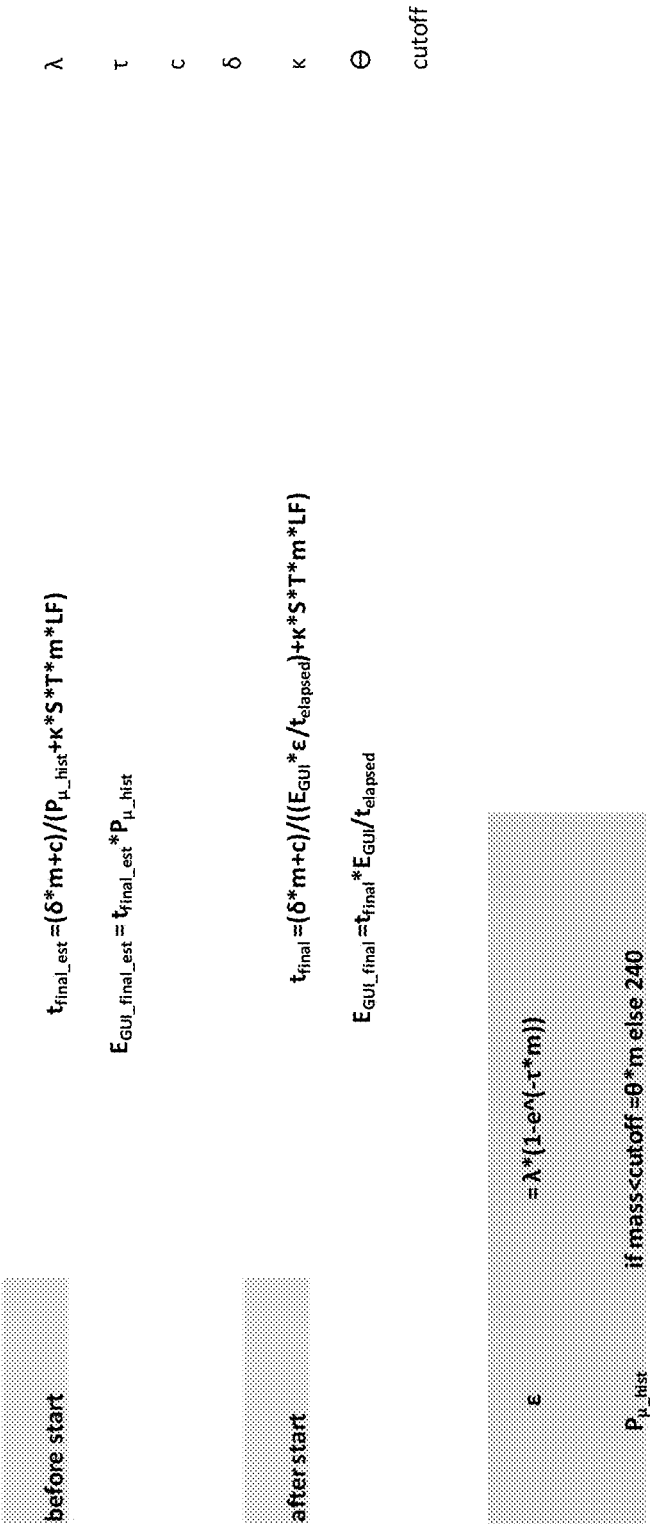 before start
t_final_est =(δ*m+c)/(P_μ_hist+κ*S*T*m*LF)
λ
E_GUI_final_est = t_final_est*P_μ_hist
τ
c
δ
after start
t_final =(δ*m+c)/((E_GUI*ε/t_elapsed)+κ*S*T*m*LF)
κ
E_GUI_final =t_final*E_GUI/t_elapsed
Θ
cutoff
ε =λ*(1-e^(-τ*m))
P_μ_hist if mass<cutoff =θ*m else 240